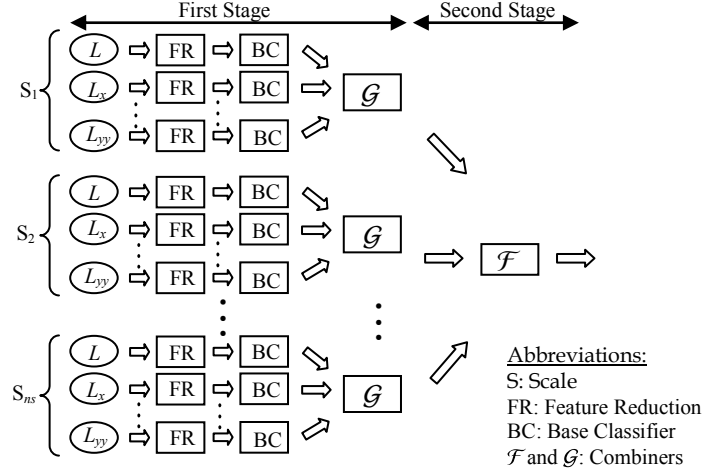 First Stage Second Stage
L FR BC
S1 Lx FR BC G
Lyy FR BC
L FR BC
S2 Lx FR BC G
Lyy FR BC
F
L FR BC
Sns Lx FR BC G
Lyy FR BC
Abbreviations:
S: Scale
FR: Feature Reduction
BC: Base Classifier
F and G: Combiners